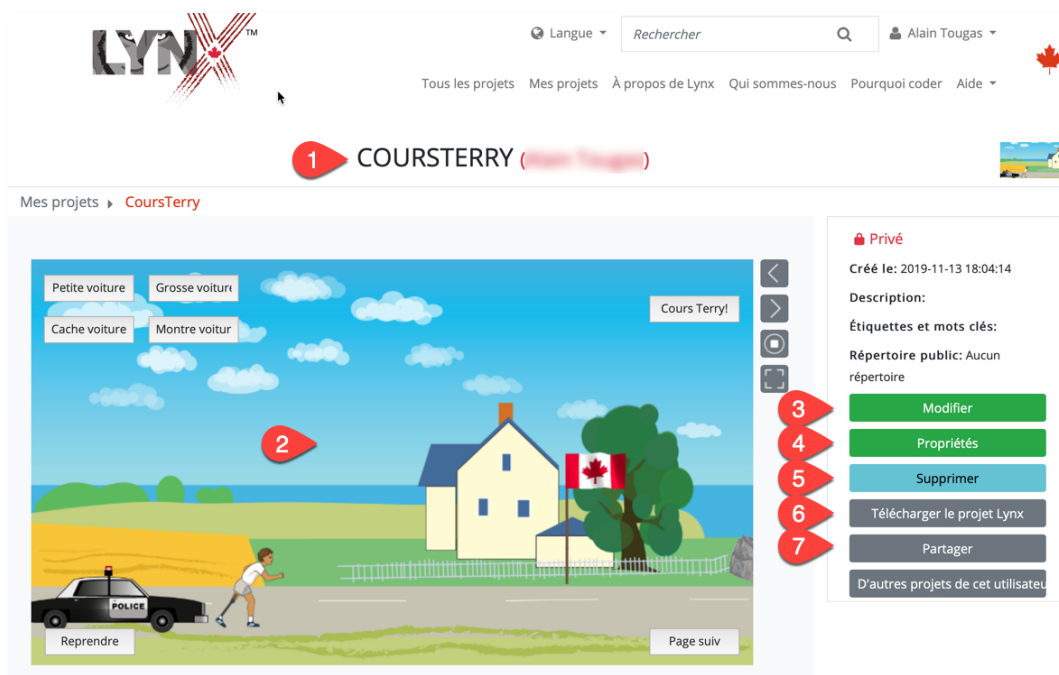 LYNX™
Langue
Rechercher
Alain Tougas
Tous les projets Mes projets À propos de Lynx Qui sommes-nous Pourquoi coder Aide
1 COURSTERRY ( )
Mes projets CoursTerry
Privé
Créé le: 2019-11-13 18:04:14
Description:
Étiquettes et mots clés:
Répertoire public: Aucun
répertoire
Petite voiture Grosse voiture
Cours Terry!
Cache voiture Montre voitur
2
POLICE
Reprendre
Page suiv
3 Modifier
4 Propriétés
5 Supprimer
6 Télécharger le projet Lynx
7 Partager
D'autres projets de cet utilisateu